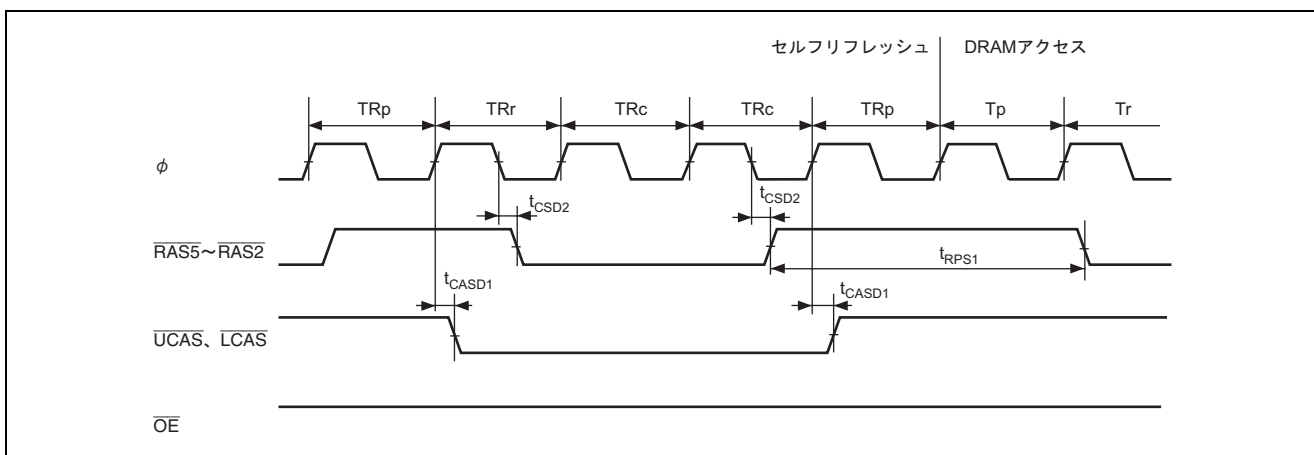 セルフリフレッシュ DRAMアクセス
TRp TRr TRc TRc TRp Tp Tr
φ
tCSD2 tCSD2
RAS5～RAS2
tRPS1
tCASD1 tCASD1
UCAS、LCAS
OE